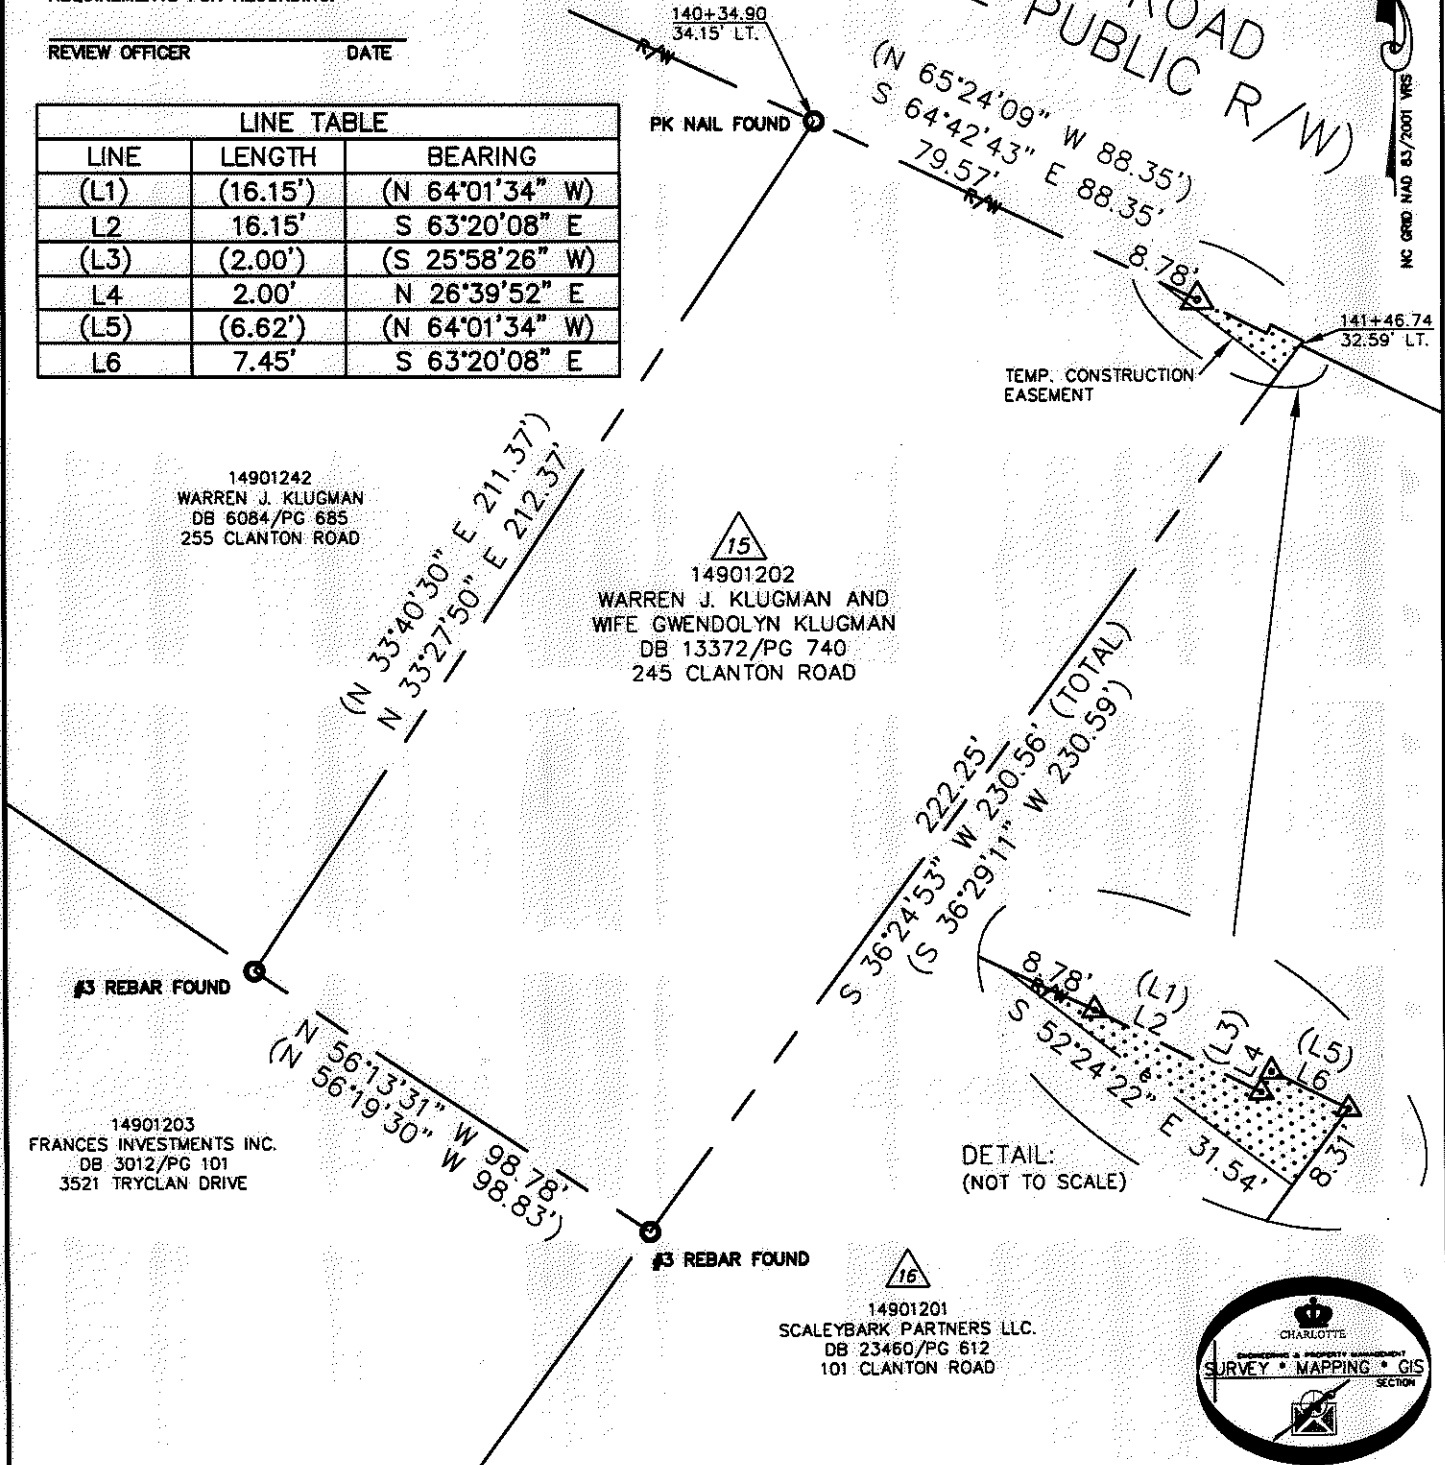 REVIEW OFFICER DATE
LINE TABLE
LINE LENGTH BEARING
(L1) (16.15') (N 64°01'34" W)
L2 16.15' S 63°20'08" E
(L3) (2.00') (S 25°58'26" W)
L4 2.00' N 26°39'52" E
(L5) (6.62') (N 64°01'34" W)
L6 7.45' S 63°20'08" E
140+34.90
34.15' LT.
R/W
PK NAIL FOUND
ROAD
PUBLIC R/W)
(N 65°24'09" W 88.35')
S 64°42'43" E 88.35'
79.57'
R/W
8.78'
NC GRID NAD 83/2001 VRS
141+46.74
32.59' LT.
TEMP. CONSTRUCTION
EASEMENT
14901242
WARREN J. KLUGMAN
DB 6084/PG 685
255 CLANTON ROAD
(N 33°40'30" E 211.37')
N 33°27'50" E 212.37'
15
14901202
WARREN J. KLUGMAN AND
WIFE GWENDOLYN KLUGMAN
DB 13372/PG 740
245 CLANTON ROAD
222.25'
S 36°24'53" W 230.56' (TOTAL)
(S 36°29'11" W 230.59')
#3 REBAR FOUND
N 56°13'31" W 98.78'
(N 56°19'30" W 98.83')
14901203
FRANCES INVESTMENTS INC.
DB 3012/PG 101
3521 TRYCLAN DRIVE
#3 REBAR FOUND
8.78'
R/W
(L1)
L2
(L3)
L4
(L5)
L6
S 52°24'22" E 31.54'
8.31'
DETAIL:
(NOT TO SCALE)
16
14901201
SCALEYBARK PARTNERS LLC.
DB 23460/PG 612
101 CLANTON ROAD
CHARLOTTE
ENGINEERING & PROPERTY MANAGEMENT
SURVEY • MAPPING • GIS
SECTION